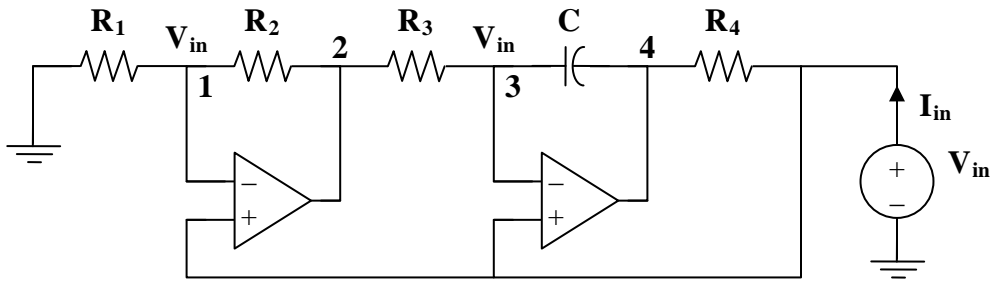 R1 R2 R3 C R4
Vin 2 Vin 4
1 3
Iin
− − + Vin
+ + −